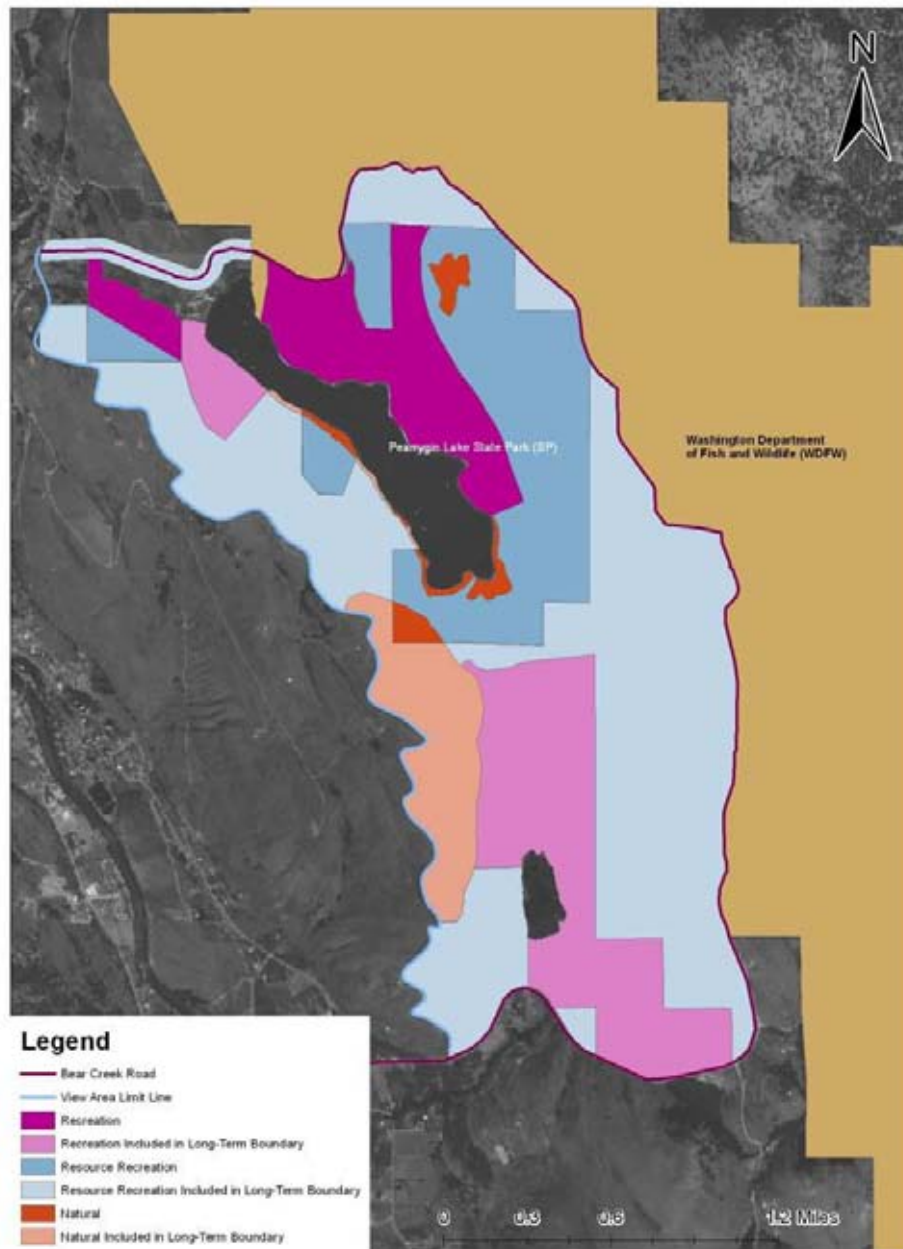 N
Pearrygin Lake State Park (SP)
Washington Department
of Fish and Wildlife (WDFW)
Legend
Bear Creek Road
View Area Limit Line
Recreation
Recreation Included in Long-Term Boundary
Resource Recreation
Resource Recreation Included in Long-Term Boundary
Natural
Natural Included in Long-Term Boundary
0 0.3 0.6 1.2 Miles